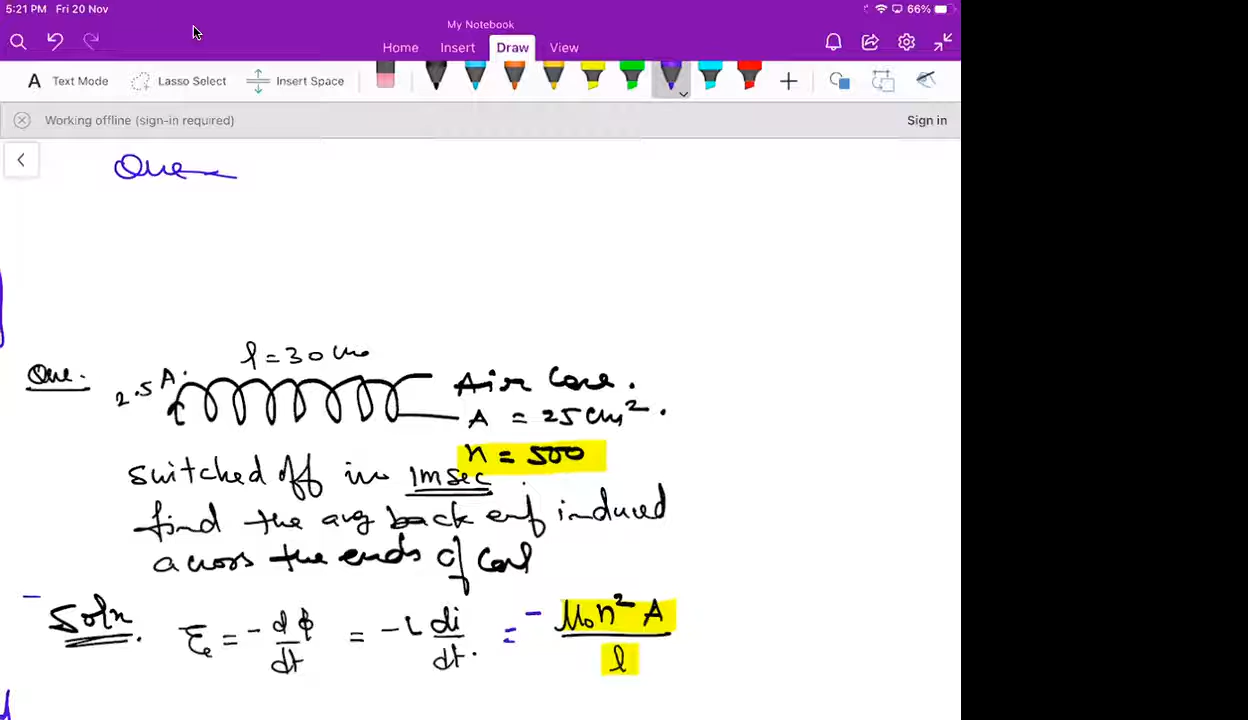 5:21 PM Fri 20 Nov
66%
My Notebook
Home Insert Draw View
A Text Mode Lasso Select Insert Space
Working offline (sign-in required) Sign in
Que
l = 30 cm
Que. 2.5 A. Air Core.
A = 25 cm².
n = 500
switched off in 1 msec.
find the avg back emf induced
across the ends of coil
Soln. ε = - dφ/dt = - L di/dt. = - μ₀n²A/l